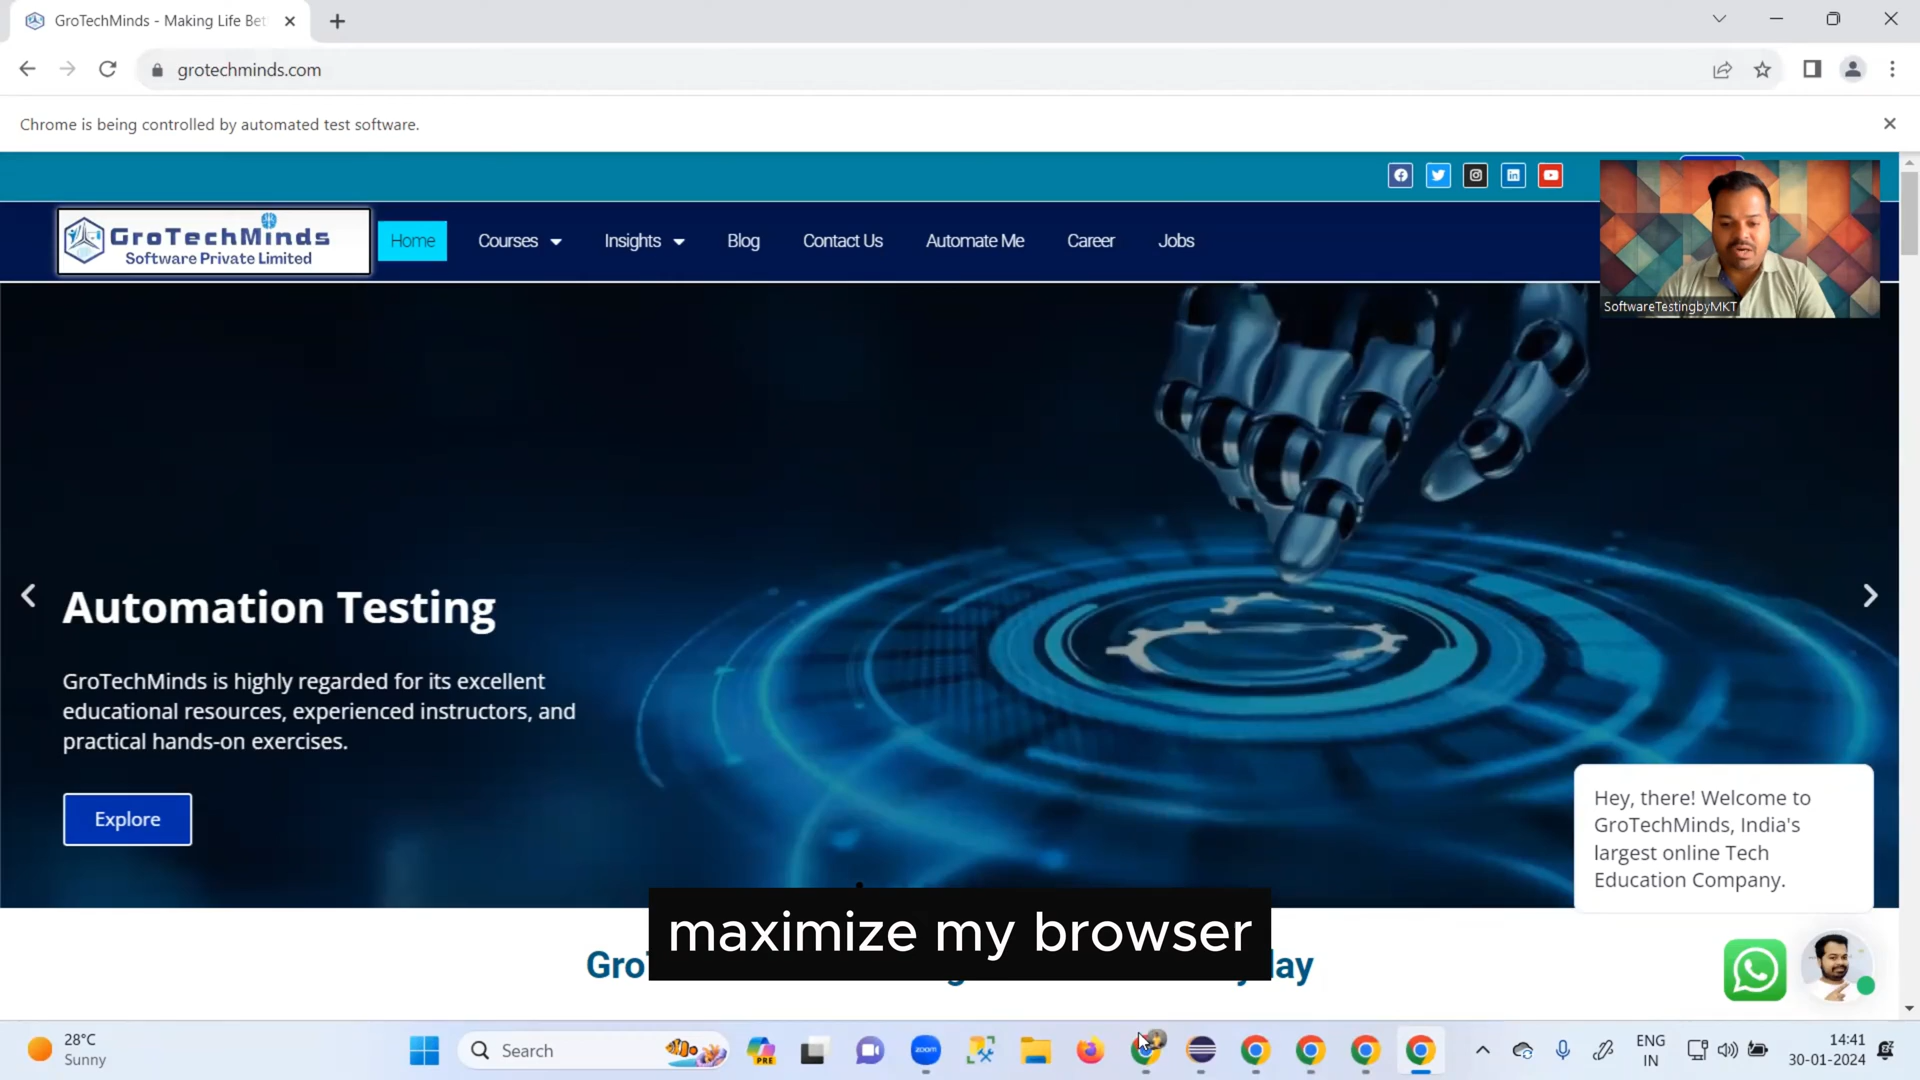 GroTechMinds - Making Life Bet
grotechminds.com
Chrome is being controlled by automated test software.
GroTechMinds
Software Private Limited
Home
Courses
Insights
Blog
Contact Us
Automate Me
Career
Jobs
SoftwareTestingbyMKT
Automation Testing
GroTechMinds is highly regarded for its excellent
educational resources, experienced instructors, and
practical hands-on exercises.
Explore
Hey, there! Welcome to
GroTechMinds, India's
largest online Tech
Education Company.
maximize my browser
28°C
Sunny
Search
PRE
zoom
ENG
IN
14:41
30-01-2024